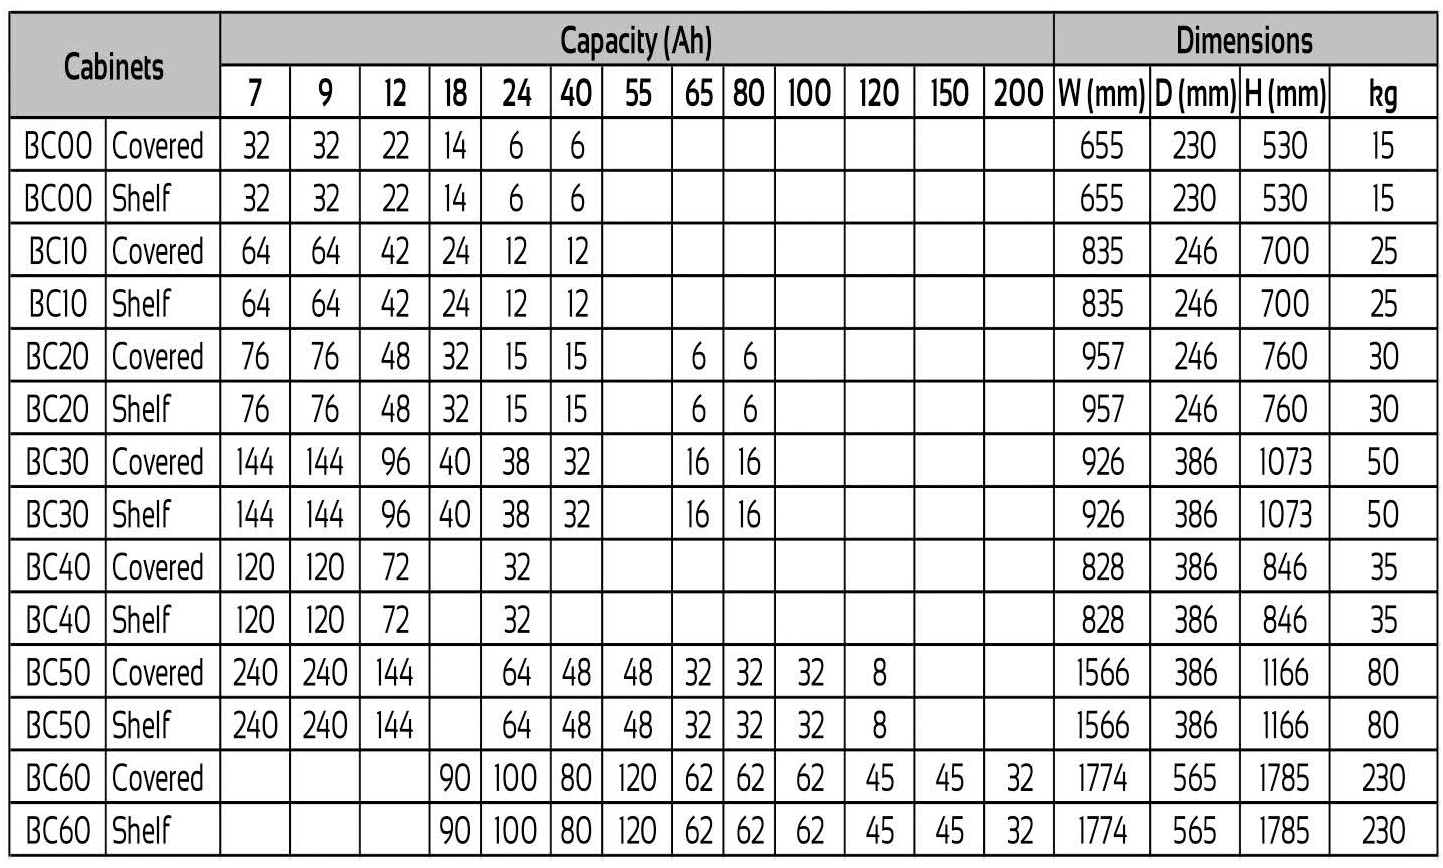 Cabinets Capacity (Ah) Dimensions
7 9 12 18 24 40 55 65 80 100 120 150 200 W (mm) D (mm) H (mm) kg
BC00 Covered 32 32 22 14 6 6 655 230 530 15
BC00 Shelf 32 32 22 14 6 6 655 230 530 15
BC10 Covered 64 64 42 24 12 12 835 246 700 25
BC10 Shelf 64 64 42 24 12 12 835 246 700 25
BC20 Covered 76 76 48 32 15 15 6 6 957 246 760 30
BC20 Shelf 76 76 48 32 15 15 6 6 957 246 760 30
BC30 Covered 144 144 96 40 38 32 16 16 926 386 1073 50
BC30 Shelf 144 144 96 40 38 32 16 16 926 386 1073 50
BC40 Covered 120 120 72 32 828 386 846 35
BC40 Shelf 120 120 72 32 828 386 846 35
BC50 Covered 240 240 144 64 48 48 32 32 32 8 1566 386 1166 80
BC50 Shelf 240 240 144 64 48 48 32 32 32 8 1566 386 1166 80
BC60 Covered 90 100 80 120 62 62 62 45 45 32 1774 565 1785 230
BC60 Shelf 90 100 80 120 62 62 62 45 45 32 1774 565 1785 230